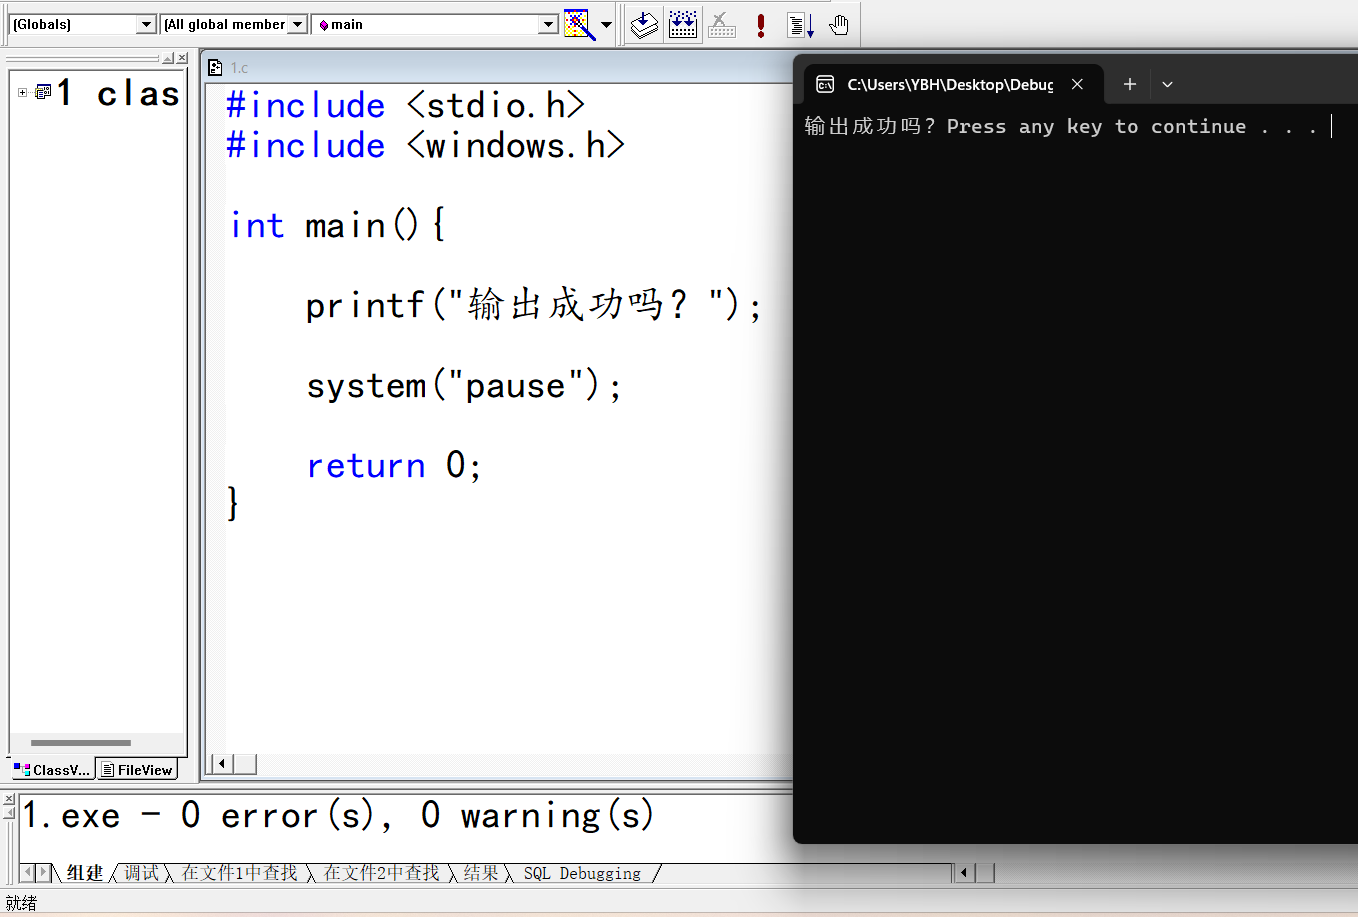 (Globals)
(All global member
main
1 clas
ClassV...
FileView
1.c
#include <stdio.h>
#include <windows.h>
int main(){
printf("输出成功吗？");
system("pause");
return 0;
}
C:\Users\YBH\Desktop\Debug
输出成功吗？Press any key to continue . . .
1.exe - 0 error(s), 0 warning(s)
组建 调试 在文件1中查找 在文件2中查找 结果 SQL Debugging
就绪